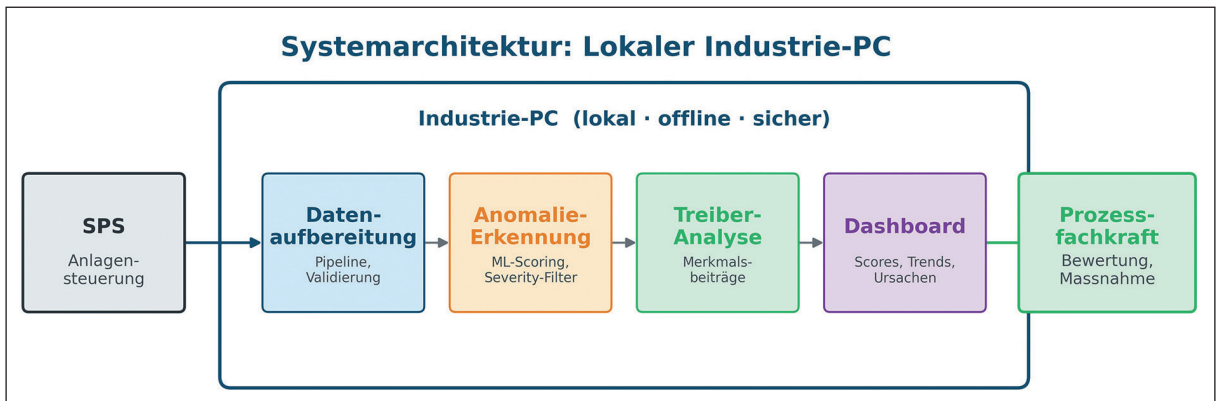 Systemarchitektur: Lokaler Industrie-PC
Industrie-PC (lokal · offline · sicher)
SPS
Anlagen-
steuerung
Daten-
aufbereitung
Pipeline,
Validierung
Anomalie-
Erkennung
ML-Scoring,
Severity-Filter
Treiber-
Analyse
Merkmals-
beiträge
Dashboard
Scores, Trends,
Ursachen
Prozess-
fachkraft
Bewertung,
Massnahme